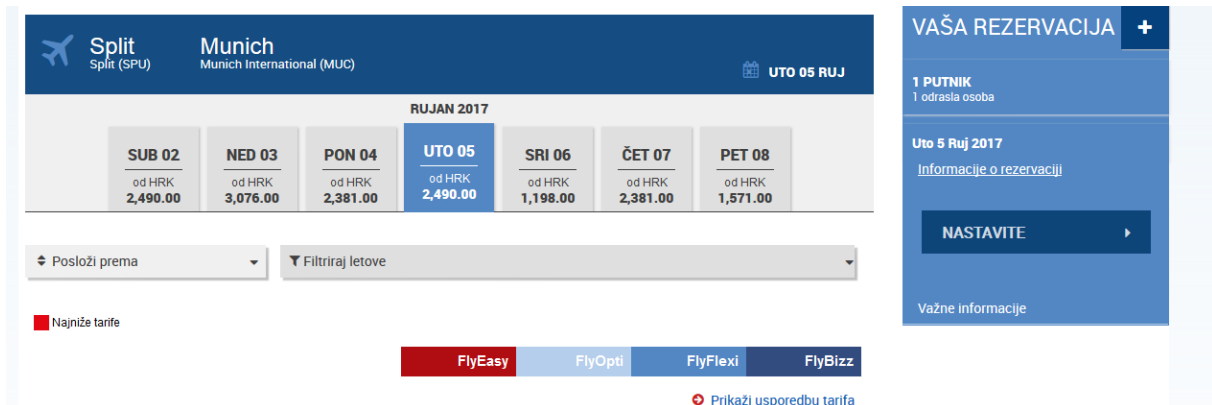 Split
Split (SPU)
Munich
Munich International (MUC)
UTO 05 RUJ
RUJAN 2017
SUB 02
od HRK
2,490.00
NED 03
od HRK
3,076.00
PON 04
od HRK
2,381.00
UTO 05
od HRK
2,490.00
SRI 06
od HRK
1,198.00
ČET 07
od HRK
2,381.00
PET 08
od HRK
1,571.00
Posloži prema
Filtriraj letove
Najniže tarife
FlyEasy
FlyOpti
FlyFlexi
FlyBizz
Prikaži usporedbu tarifa
VAŠA REZERVACIJA +
1 PUTNIK
1 odrasla osoba
Uto 5 Ruj 2017
Informacije o rezervaciji
NASTAVITE
Važne informacije